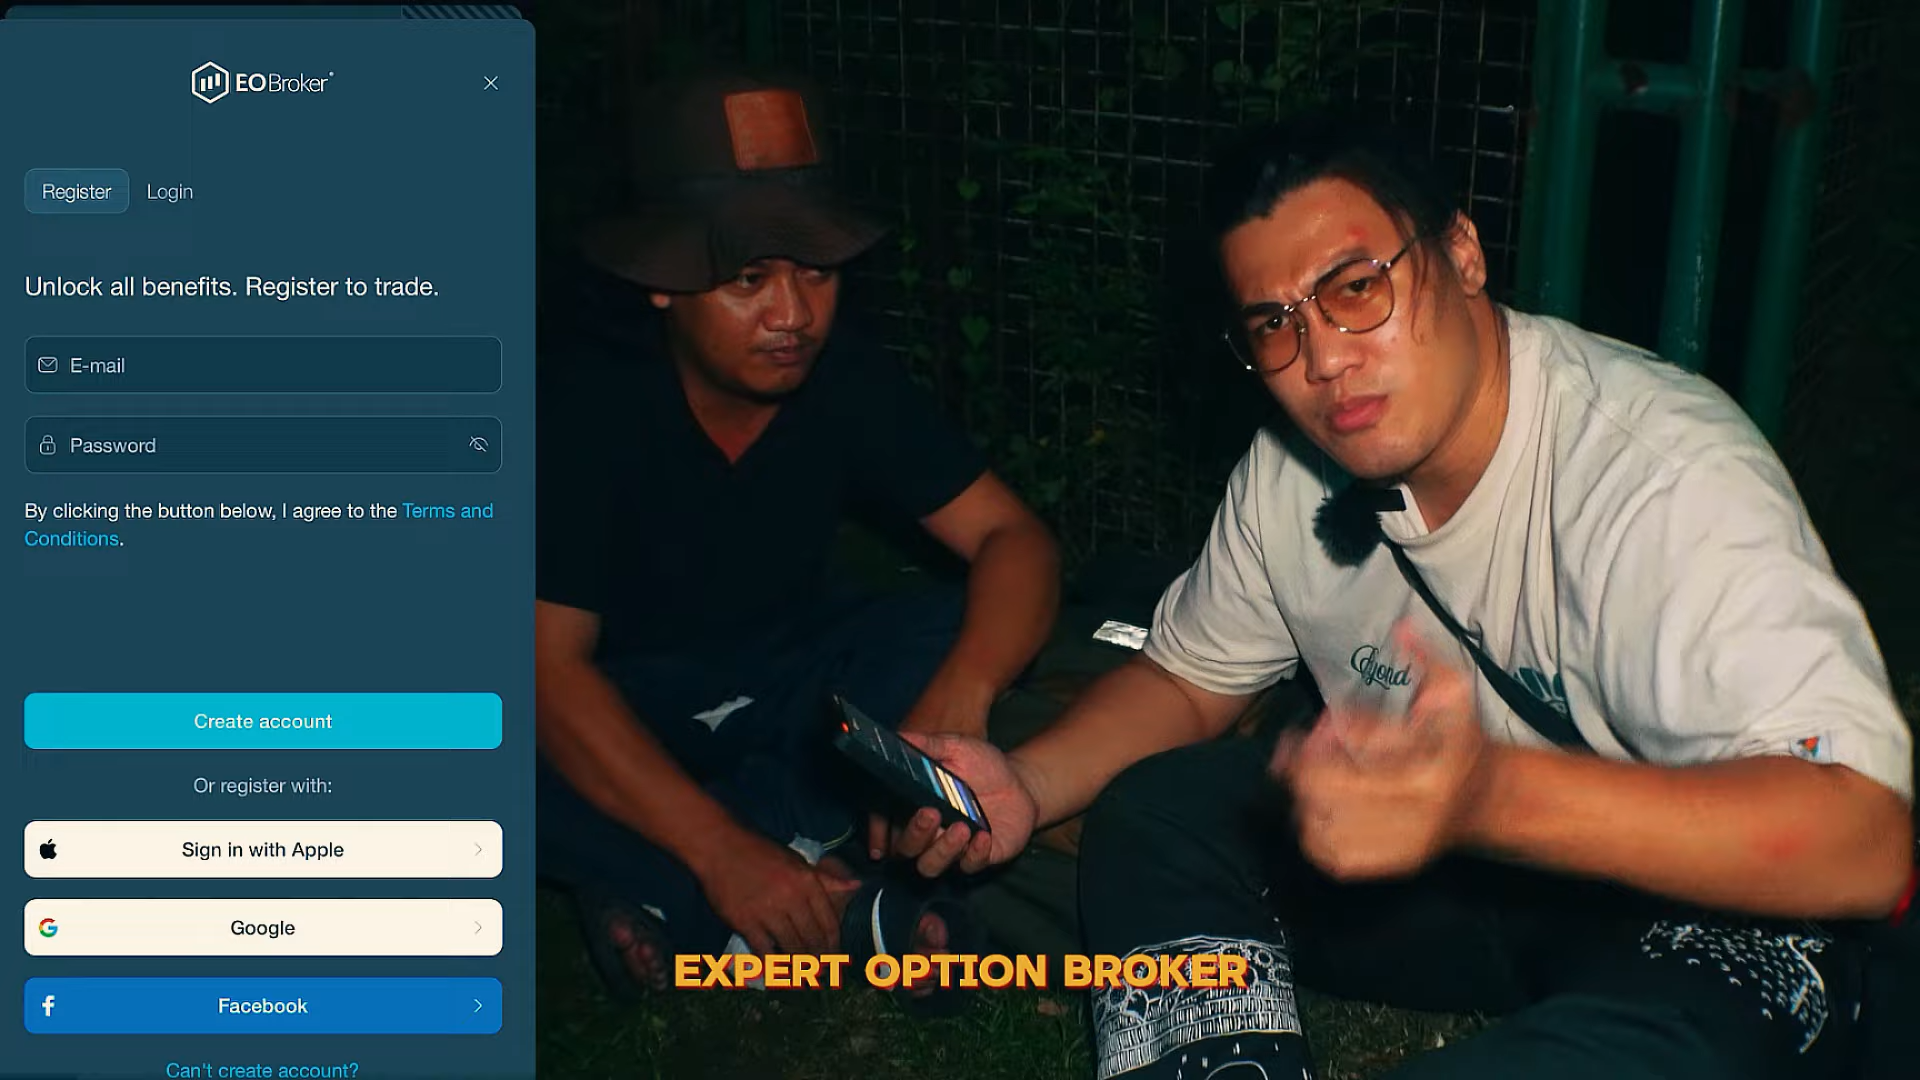 EO Broker
Register
Login
Unlock all benefits. Register to trade.
E-mail
Password
By clicking the button below, I agree to the Terms and
Conditions.
Create account
Or register with:
Sign in with Apple
Google
Facebook
Can't create account?
EXPERT OPTION BROKER